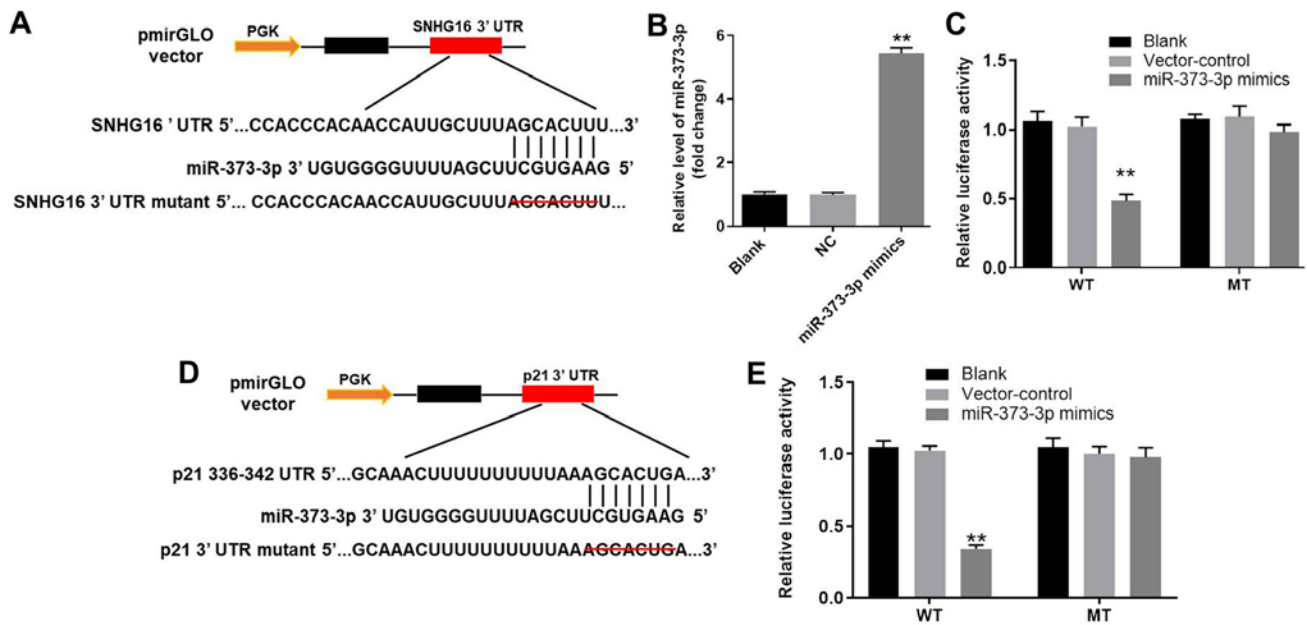 A
pmirGLO
vector
PGK
SNHG16 3’ UTR
SNHG16 ’ UTR 5’...CCACCCACAACCAUUGCUUUAGCACUUU...3’
miR-373-3p 3’ UGUGGGGUUUUAGCUUCGUGAAG 5’
SNHG16 3’ UTR mutant 5’... CCACCCACAACCAUUGCUUUAGCACUUU...
B
Relative level of miR-373-3p
(fold change)
8
6
4
2
0
**
Blank
NC
miR-373-3p mimics
C
Blank
Vector-control
miR-373-3p mimics
Relative luciferase activity
1.5
1.0
0.5
0.0
**
WT
MT
D
pmirGLO
vector
PGK
p21 3’ UTR
p21 336-342 UTR 5’...GCAAACUUUUUUUUUUUAAAGCACUGA...3’
miR-373-3p 3’ UGUGGGGUUUUAGCUUCGUGAAG 5’
p21 3’ UTR mutant 5’...GCAAACUUUUUUUUUUUAAAGCACUGA...3’
E
Blank
Vector-control
miR-373-3p mimics
Relative luciferase activity
1.5
1.0
0.5
0.0
**
WT
MT